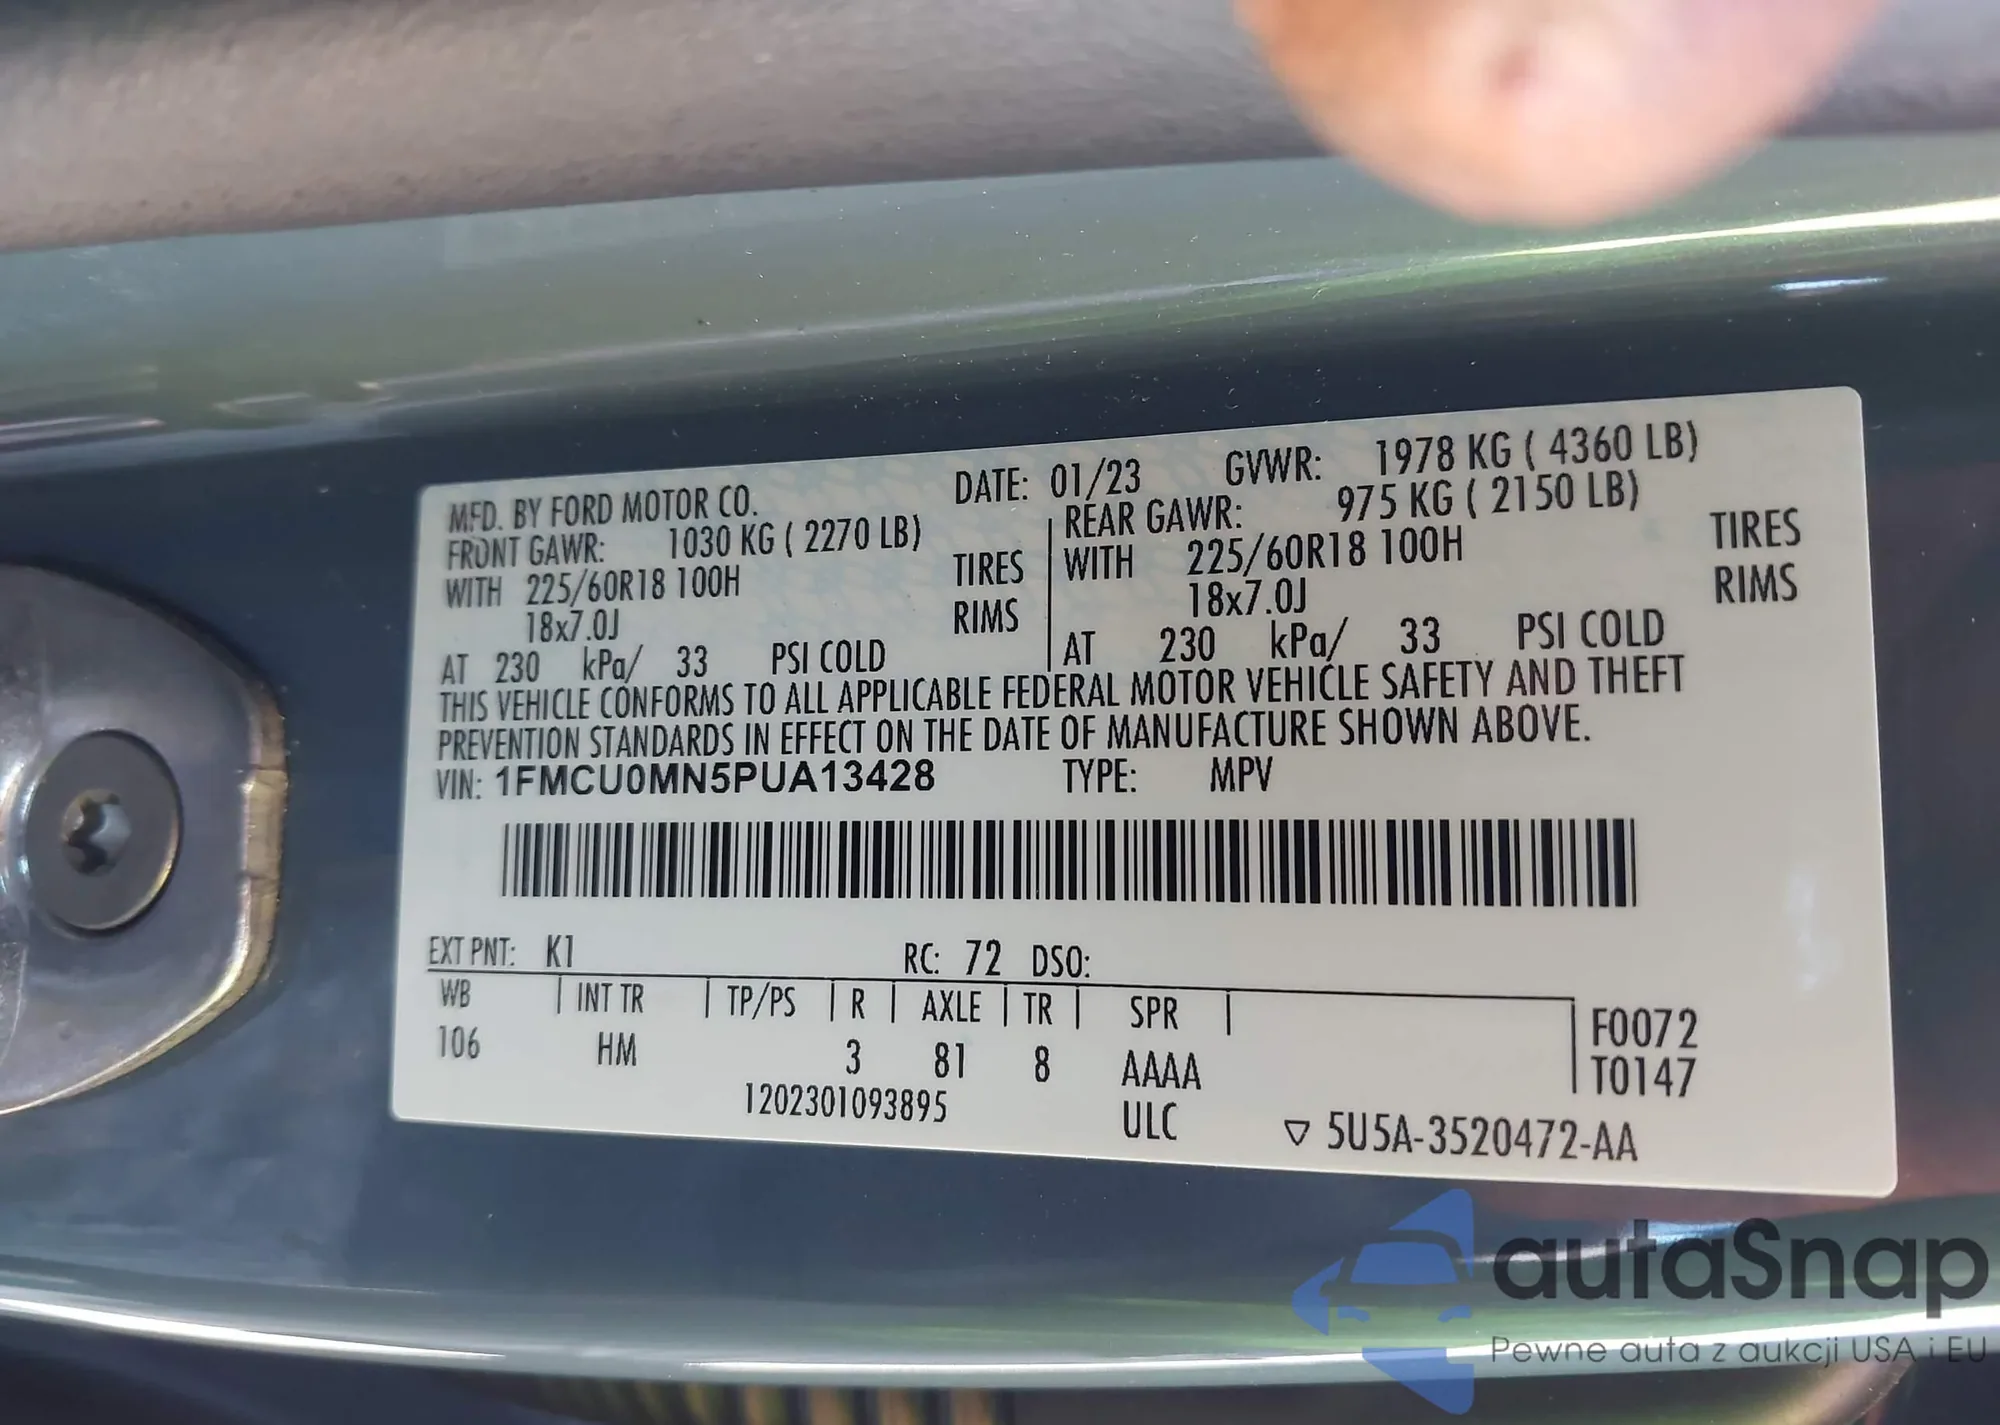 MFD. BY FORD MOTOR CO. DATE: 01/23 GVWR: 1978 KG ( 4360 LB)
FRONT GAWR: 1030 KG ( 2270 LB) REAR GAWR: 975 KG ( 2150 LB)
WITH 225/60R18 100H TIRES WITH 225/60R18 100H TIRES
18x7.0J RIMS 18x7.0J RIMS
AT 230 kPa/ 33 PSI COLD AT 230 kPa/ 33 PSI COLD
THIS VEHICLE CONFORMS TO ALL APPLICABLE FEDERAL MOTOR VEHICLE SAFETY AND THEFT
PREVENTION STANDARDS IN EFFECT ON THE DATE OF MANUFACTURE SHOWN ABOVE.
VIN: 1FMCU0MN5PUA13428 TYPE: MPV
EXT PNT: K1 RC: 72 DSO:
WB INT TR TP/PS R AXLE TR SPR F0072
106 HM 3 81 8 AAAA T0147
1202301093895 ULC ▽ 5U5A-3520472-AA
autaSnap
Pewne auta z aukcji USA i EU